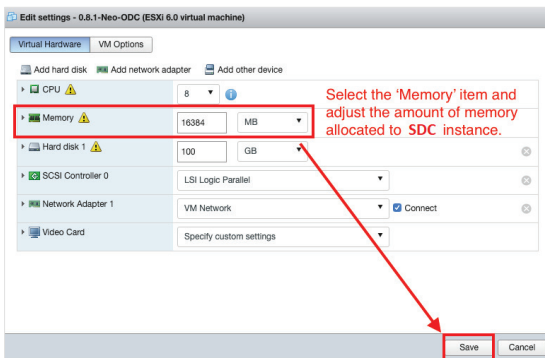 Edit settings - 0.8.1-Neo-ODC (ESXi 6.0 virtual machine)
Virtual Hardware VM Options
Add hard disk Add network adapter Add other device
CPU 8
Select the ‘Memory’ item and
adjust the amount of memory
allocated to SDC instance.
Memory 16384 MB
Hard disk 1 100 GB
SCSI Controller 0 LSI Logic Parallel
Network Adapter 1 VM Network Connect
Video Card Specify custom settings
Save Cancel